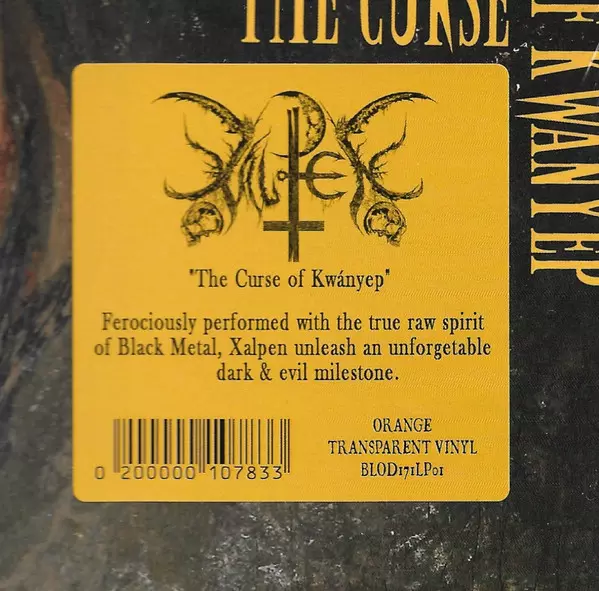 THE CURSE
F KWANYEP
XALPEN
"The Curse of Kwányep"
Ferociously performed with the true raw spirit
of Black Metal, Xalpen unleash an unforgetable
dark & evil milestone.
0 200000 107833
ORANGE
TRANSPARENT VINYL
BLOD171LP01